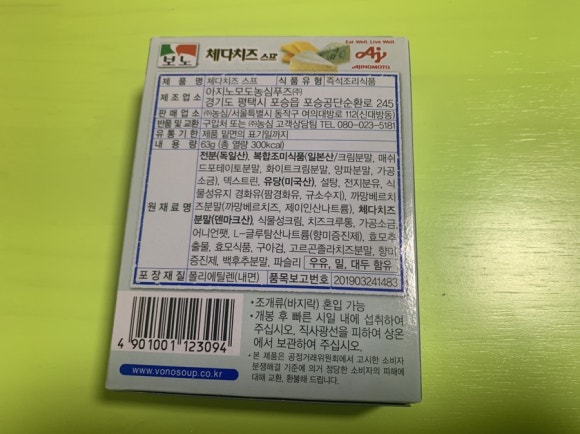 보노 체다치즈 스프 Eat Well, Live Well. Aj AJINOMOTO
제 품 명 체다치즈 스프 식 품 유 형 즉석조리식품
제 조 업 소 아지노모도농심푸즈㈜
경기도 평택시 포승읍 포승공단순환로 245
판 매 업 소 ㈜농심/서울특별시 동작구 여의대방로 112(신대방동)
반품 및 교환 구입처 또는 ㈜농심 고객상담팀 TEL 080-023-5181
유 통 기 한 제품 밑면의 표기일까지
내 용 량 63g (총 열량 300kcal)
원 재 료 명 전분(독일산), 복합조미식품(일본산/크림분말, 매쉬
드포테이토분말, 화이트크림분말, 양파분말, 가공
소금), 덱스트린, 유당(미국산), 설탕, 전지분유, 식
물성유지 경화유(팜경화유, 규소수지), 까망베르치
즈분말(까망베르치즈, 제이인산나트륨), 체다치즈
분말(덴마크산), 식물성크림, 치즈크루통, 가공소금,
어니언팻, L-글루탐산나트륨(향미증진제), 효모추
출물, 효모식품, 구아검, 고르곤졸라치즈분말, 향미
증진제, 백후추분말, 파슬리 우유, 밀, 대두 함유
포 장 재 질 폴리에틸렌(내면) 품목보고번호 201903241483
• 조개류(바지락) 혼입 가능
• 개봉 후 빠른 시일 내에 섭취하여
주십시오. 직사광선을 피하여 상온
에서 보관하여 주십시오.
• 본 제품은 공정거래위원회에서 고시한 소비자
분쟁해결 기준에 의거 정당한 소비자의 피해에
대해 교환, 환불해 드립니다.
4 901001 123094
www.vonosoup.co.kr